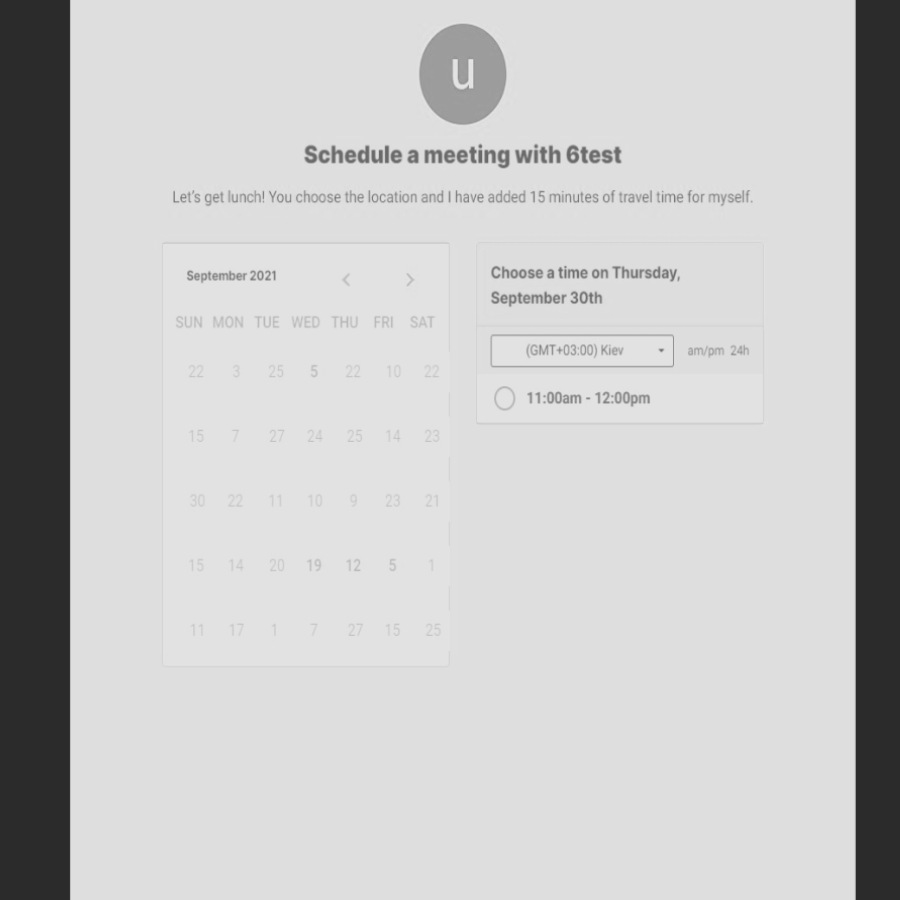 u
Schedule a meeting with 6test
Let's get lunch! You choose the location and I have added 15 minutes of travel time for myself.
September 2021
SUN MON TUE WED THU FRI SAT
22 3 25 5 22 10 22
15 7 27 24 25 14 23
30 22 11 10 9 23 21
15 14 20 19 12 5 1
11 17 1 7 27 15 25
Choose a time on Thursday,
September 30th
(GMT+03:00) Kiev am/pm 24h
11:00am - 12:00pm